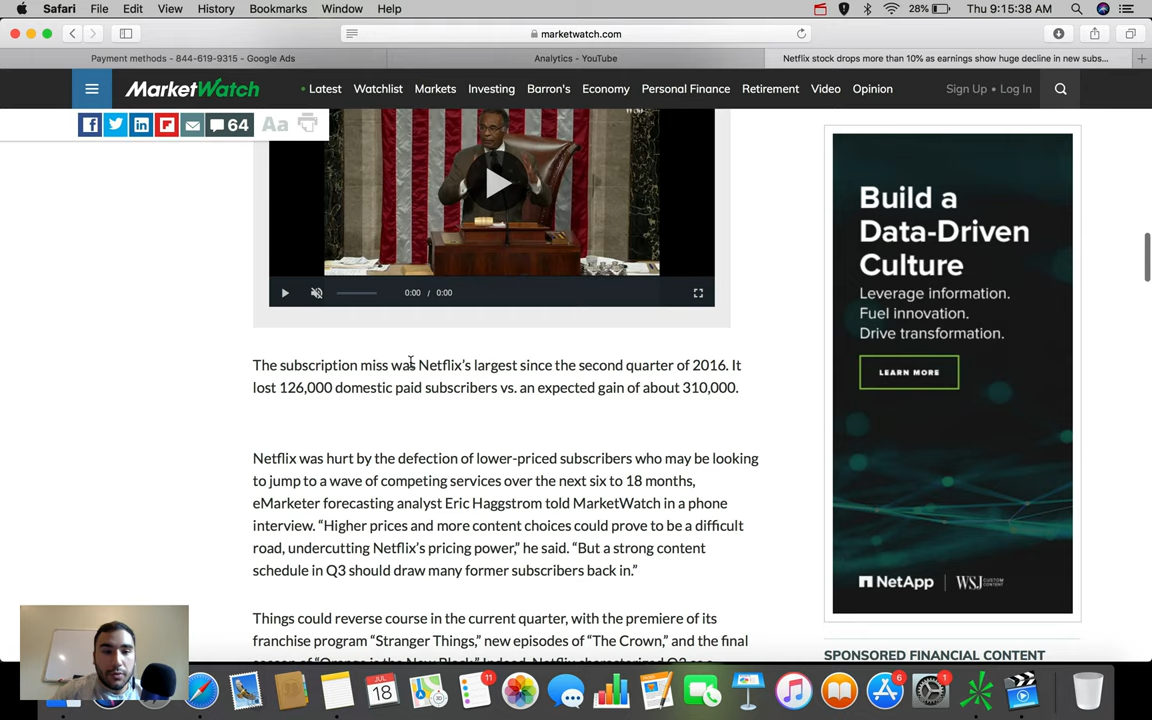 Safari File Edit View History Bookmarks Window Help 28% Thu 9:15:38 AM
marketwatch.com
Payment methods - 844-619-9315 - Google Ads
Analytics - YouTube
Netflix stock drops more than 10% as earnings show huge decline in new subs...
MarketWatch
Latest Watchlist Markets Investing Barron's Economy Personal Finance Retirement Video Opinion
Sign Up • Log In
64 Aa
0:00 / 0:00
The subscription miss was Netflix’s largest since the second quarter of 2016. It
lost 126,000 domestic paid subscribers vs. an expected gain of about 310,000.
Netflix was hurt by the defection of lower-priced subscribers who may be looking
to jump to a wave of competing services over the next six to 18 months,
eMarketer forecasting analyst Eric Haggstrom told MarketWatch in a phone
interview. “Higher prices and more content choices could prove to be a difficult
road, undercutting Netflix’s pricing power,” he said. “But a strong content
schedule in Q3 should draw many former subscribers back in.”
Things could reverse course in the current quarter, with the premiere of its
franchise program “Stranger Things,” new episodes of “The Crown,” and the final
Build a
Data-Driven
Culture
Leverage information.
Fuel innovation.
Drive transformation.
LEARN MORE
NetApp WSJ CUSTOM CONTENT
SPONSORED FINANCIAL CONTENT
JUL
18
11
6
1